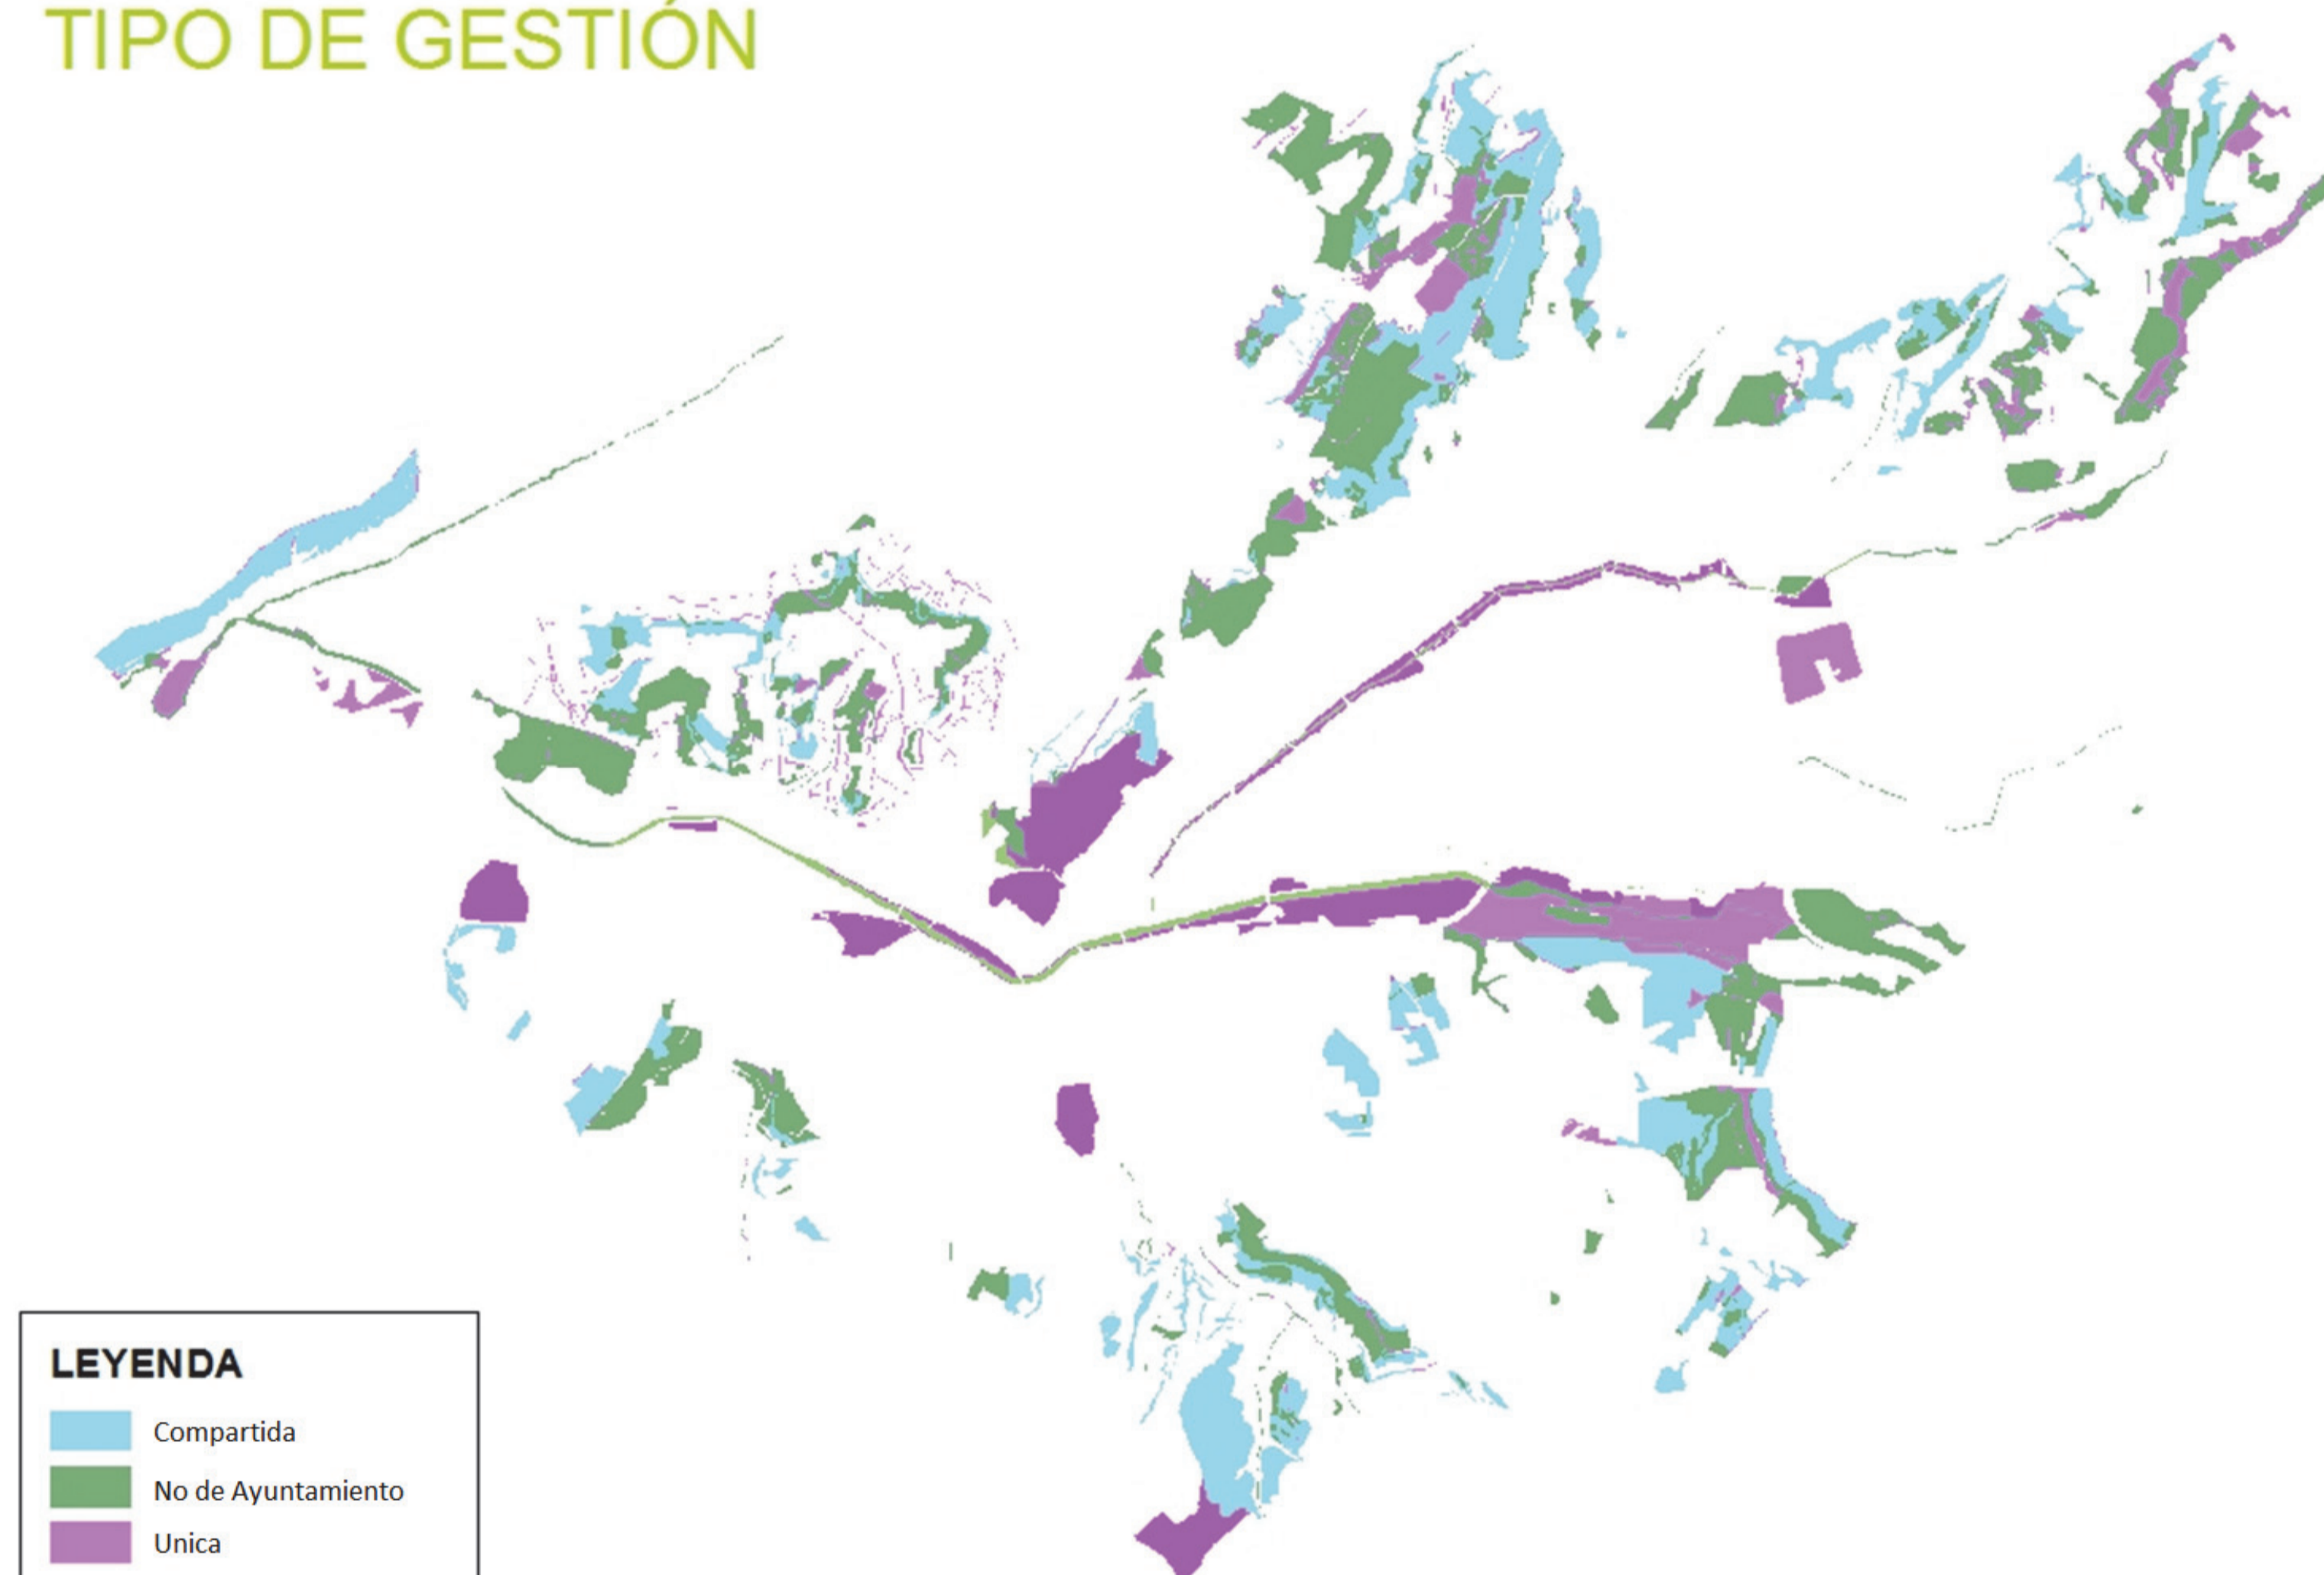 TIPO DE GESTIÓN
LEYENDA
Compartida
No de Ayuntamiento
Unica